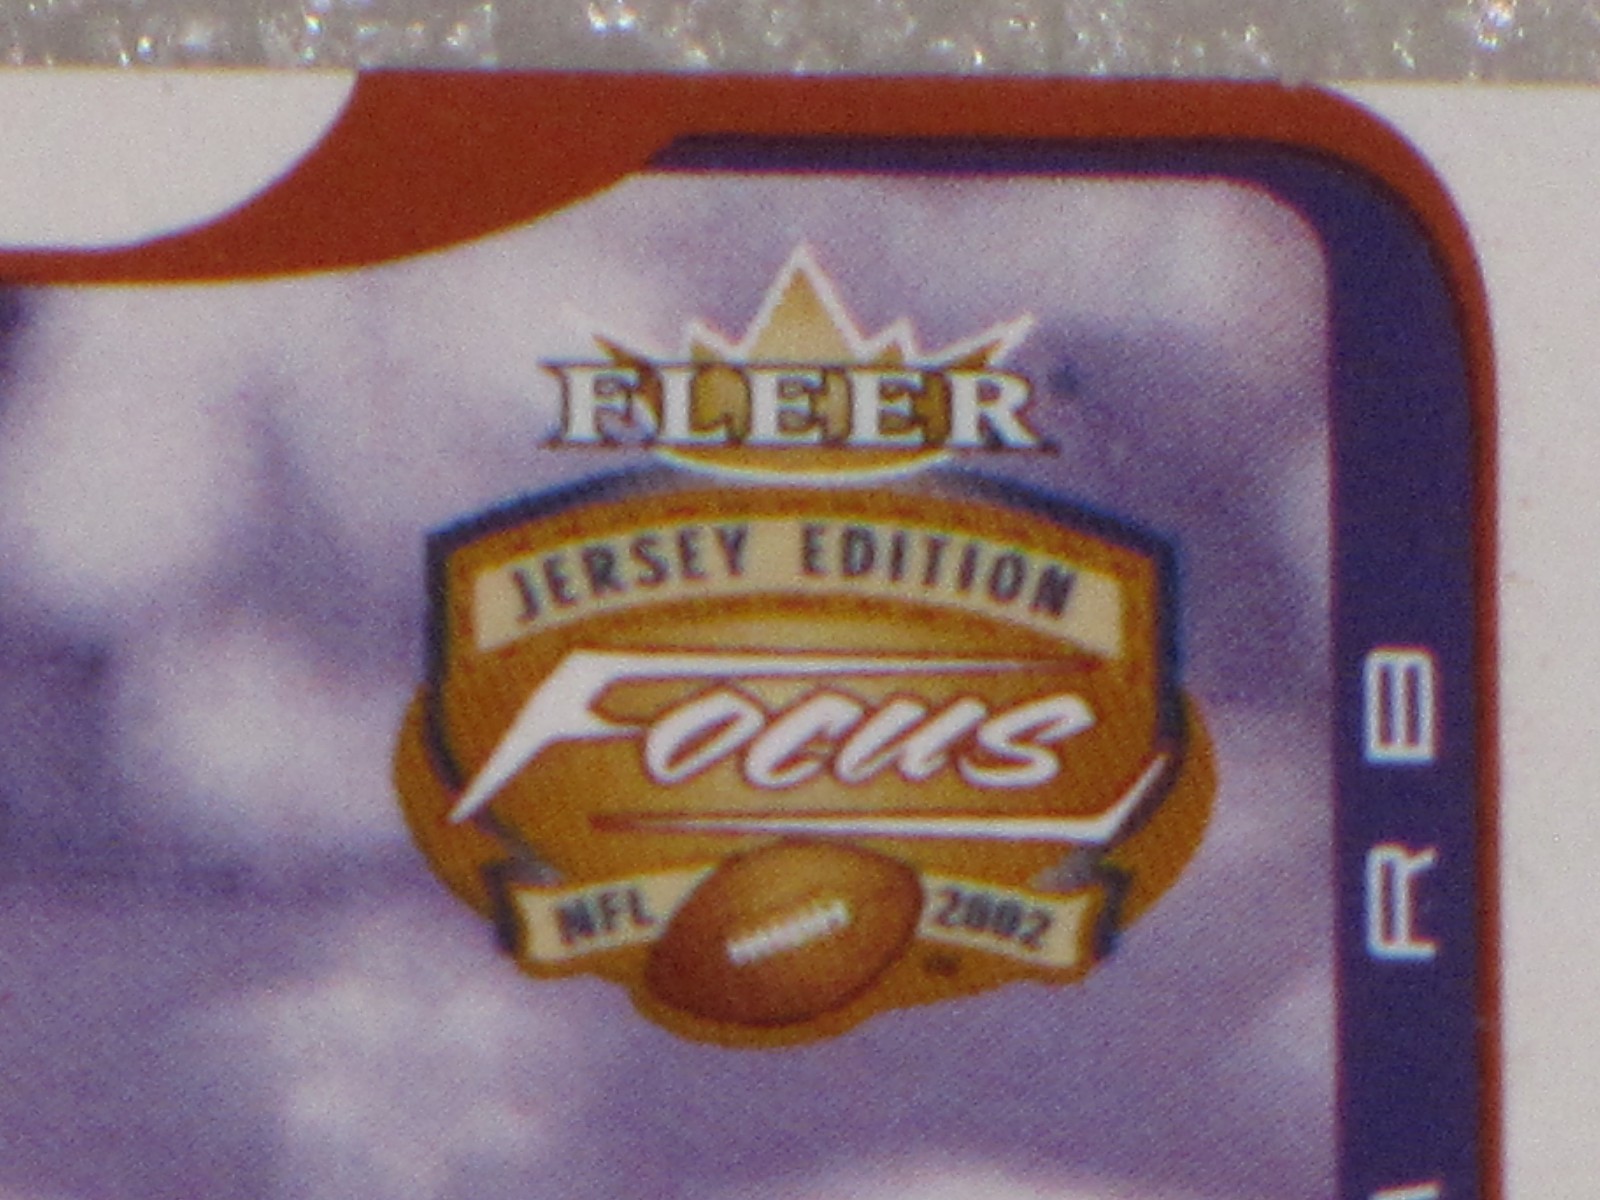 FLEER
JERSEY EDITION
Focus
NFL 2002
RB